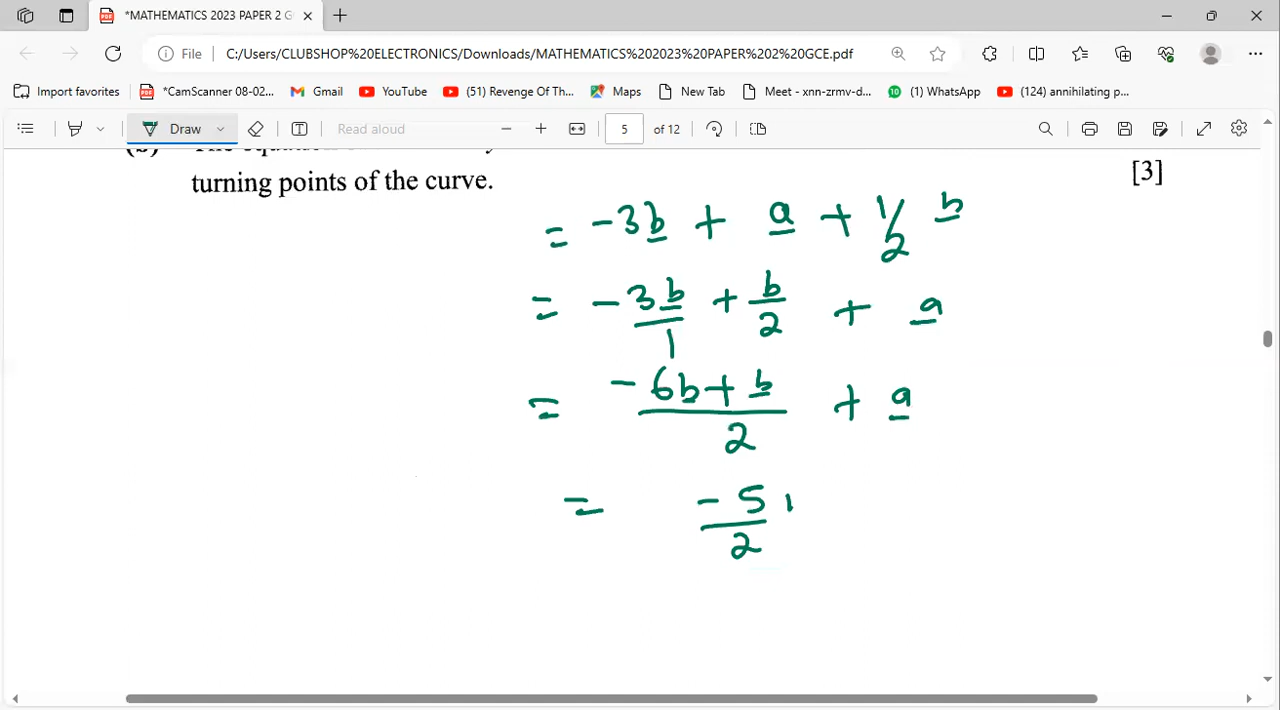 *MATHEMATICS 2023 PAPER 2 G
File C:/Users/CLUBSHOP%20ELECTRONICS/Downloads/MATHEMATICS%202023%20PAPER%202%20GCE.pdf
Import favorites *CamScanner 08-02... Gmail YouTube (51) Revenge Of Th... Maps New Tab Meet - xnn-zrmv-d... 10 (1) WhatsApp (124) annihilating p...
Draw Read aloud 5 of 12
turning points of the curve. [3]
= -3b + a + 1/2 b
= -3b/1 + b/2 + a
= -6b+b/2 + a
= -5/2